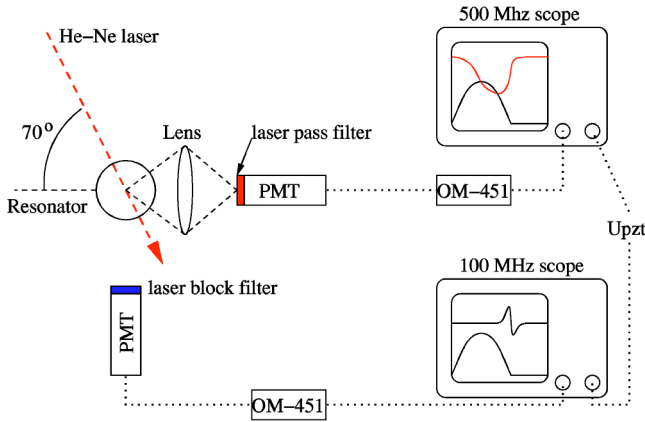 500 Mhz scope
He−Ne laser
70°
Lens
laser pass filter
PMT
OM−451
Resonator
Upzt
100 MHz scope
laser block filter
PMT
OM−451